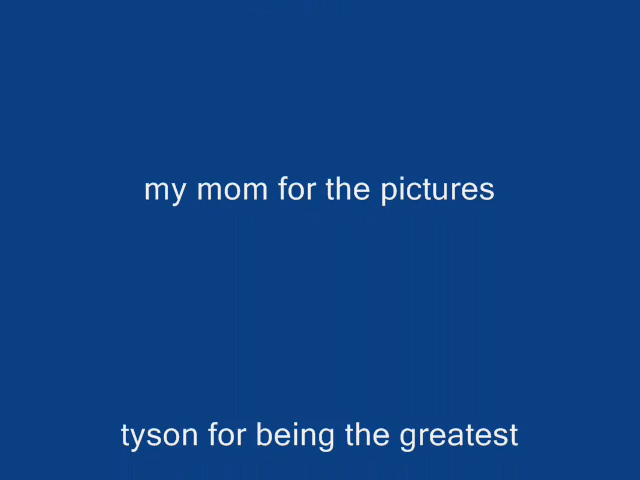 my mom for the pictures
tyson for being the greatest